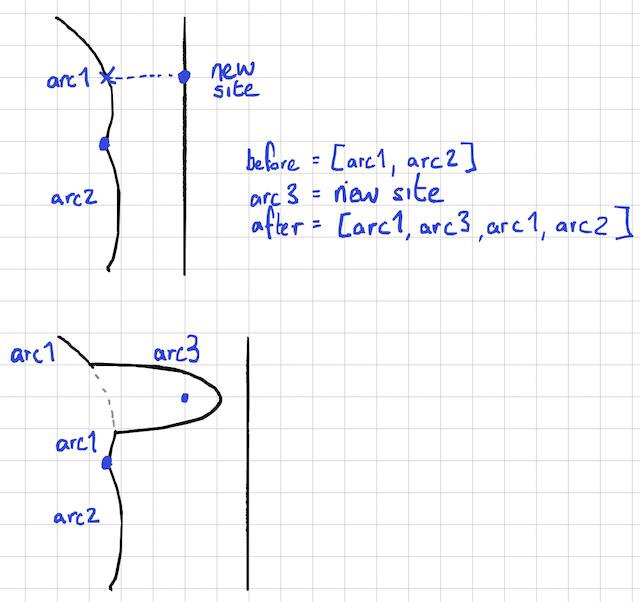 arc1
new
site
arc2
before = [arc1, arc2]
arc3 = new site
after = [arc1, arc3, arc1, arc2]
arc1
arc3
arc1
arc2